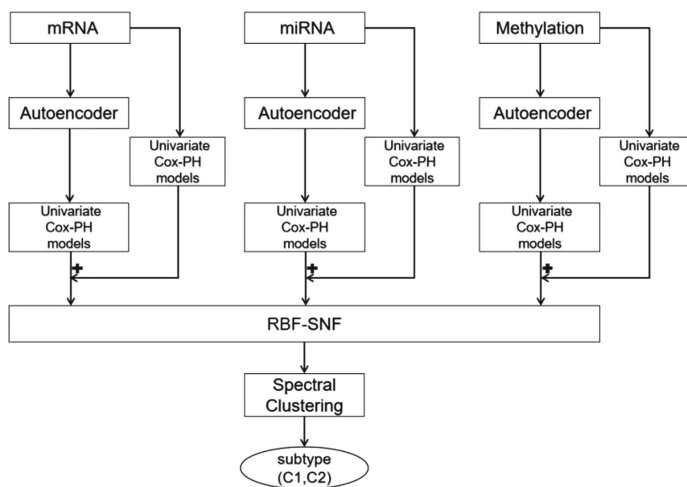 mRNA
miRNA
Methylation
Autoencoder
Autoencoder
Autoencoder
Univariate
Cox-PH
models
Univariate
Cox-PH
models
Univariate
Cox-PH
models
Univariate
Cox-PH
models
Univariate
Cox-PH
models
Univariate
Cox-PH
models
+
+
+
RBF-SNF
Spectral
Clustering
subtype
(C1,C2)